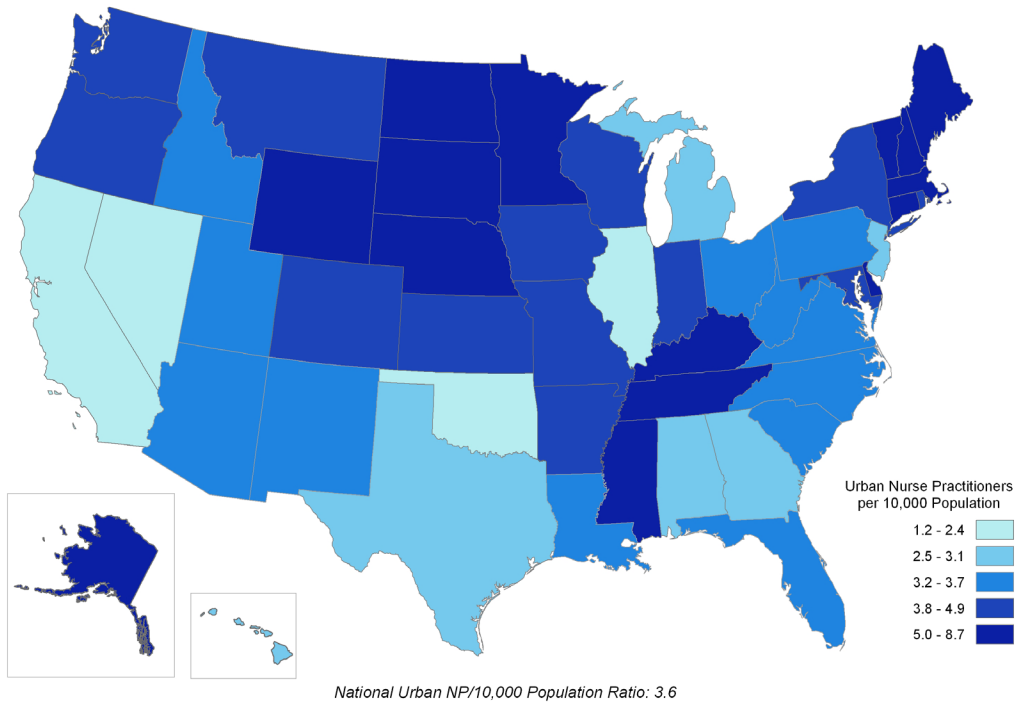 Urban Nurse Practitioners
per 10,000 Population
1.2 - 2.4
2.5 - 3.1
3.2 - 3.7
3.8 - 4.9
5.0 - 8.7
National Urban NP/10,000 Population Ratio: 3.6